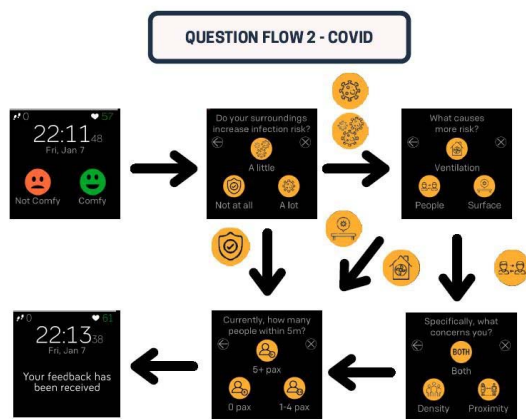 QUESTION FLOW 2 - COVID
0 57
22:11 48
Fri, Jan 7
Not Comfy Comfy
Do your surroundings
increase infection risk?
A little
Not at all A lot
What causes
more risk?
Ventilation
People Surface
0 61
22:13 38
Fri, Jan 7
Your feedback has
been received
Currently, how many
people within 5m?
5+ pax
0 pax 1-4 pax
Specifically, what
concerns you?
BOTH
Both
Density Proximity